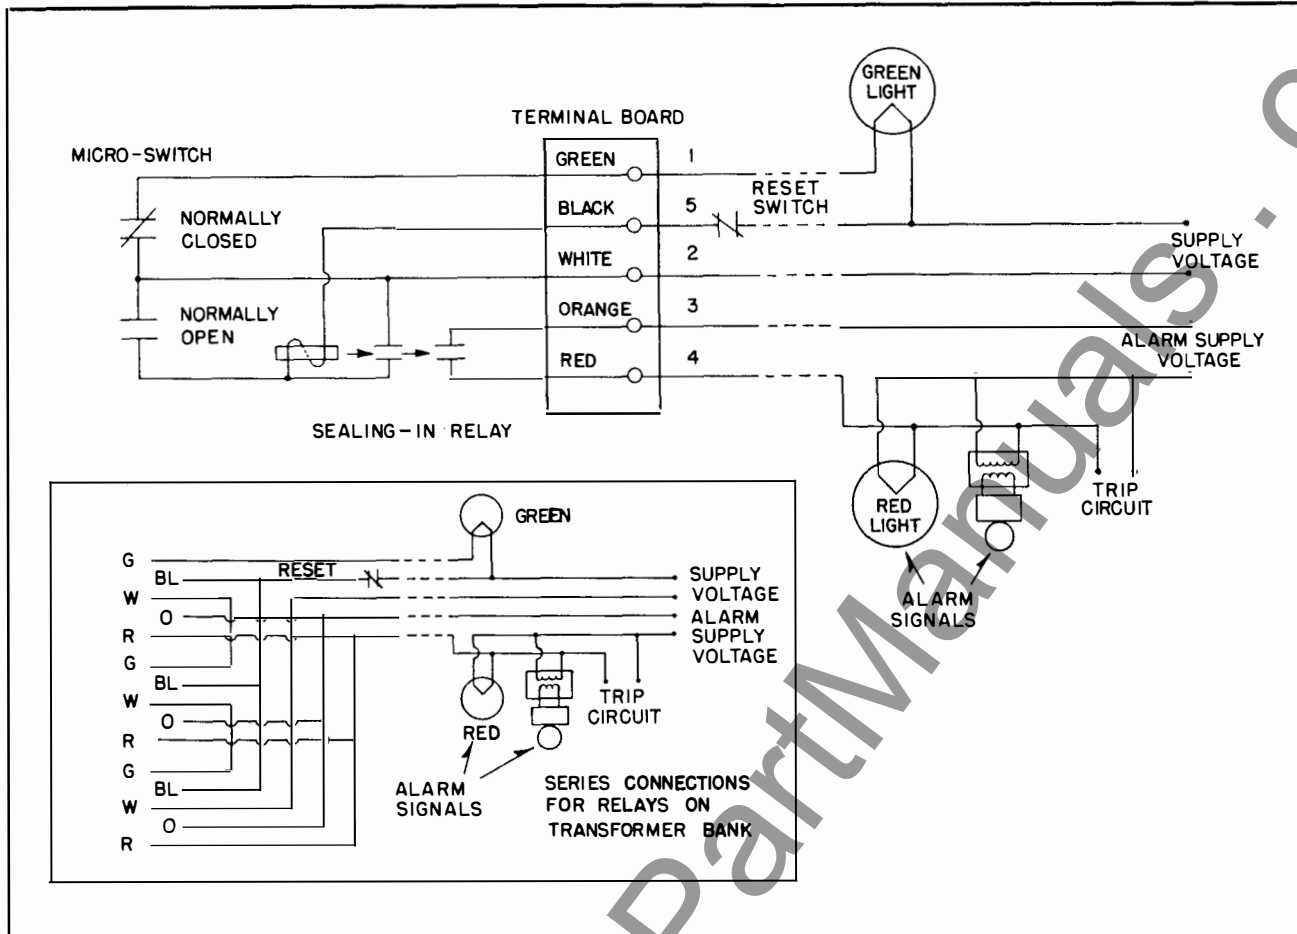 GREEN
LIGHT
TERMINAL BOARD
MICRO-SWITCH
GREEN
1
RESET
SWITCH
NORMALLY
CLOSED
BLACK
5
SUPPLY
VOLTAGE
WHITE
2
NORMALLY
OPEN
ORANGE
3
ALARM SUPPLY
VOLTAGE
RED
4
SEALING-IN RELAY
TRIP
CIRCUIT
RED
LIGHT
ALARM
SIGNALS
GREEN
G
RESET
BL
SUPPLY
VOLTAGE
W
O
ALARM
SUPPLY
VOLTAGE
R
G
BL
W
O
R
G
BL
W
O
R
TRIP
CIRCUIT
RED
ALARM
SIGNALS
SERIES CONNECTIONS
FOR RELAYS ON
TRANSFORMER BANK
PartManuals . c